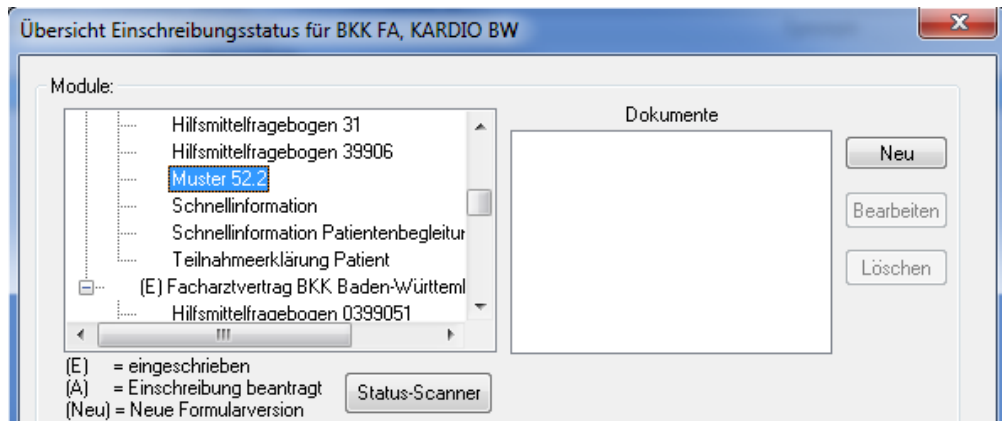 Übersicht Einschreibungsstatus für BKK FA, KARDIO BW
Module:
Hilfsmittelfragebogen 31
Hilfsmittelfragebogen 39906
Muster 52.2
Schnellinformation
Schnellinformation Patientenbegleitur
Teilnahmeerklärung Patient
(E) Facharztvertrag BKK Baden-Württeml
Hilfsmittelfragebogen 0399051
Dokumente
Neu
Bearbeiten
Löschen
(E) = eingeschrieben
(A) = Einschreibung beantragt
(Neu) = Neue Formularversion
Status-Scanner